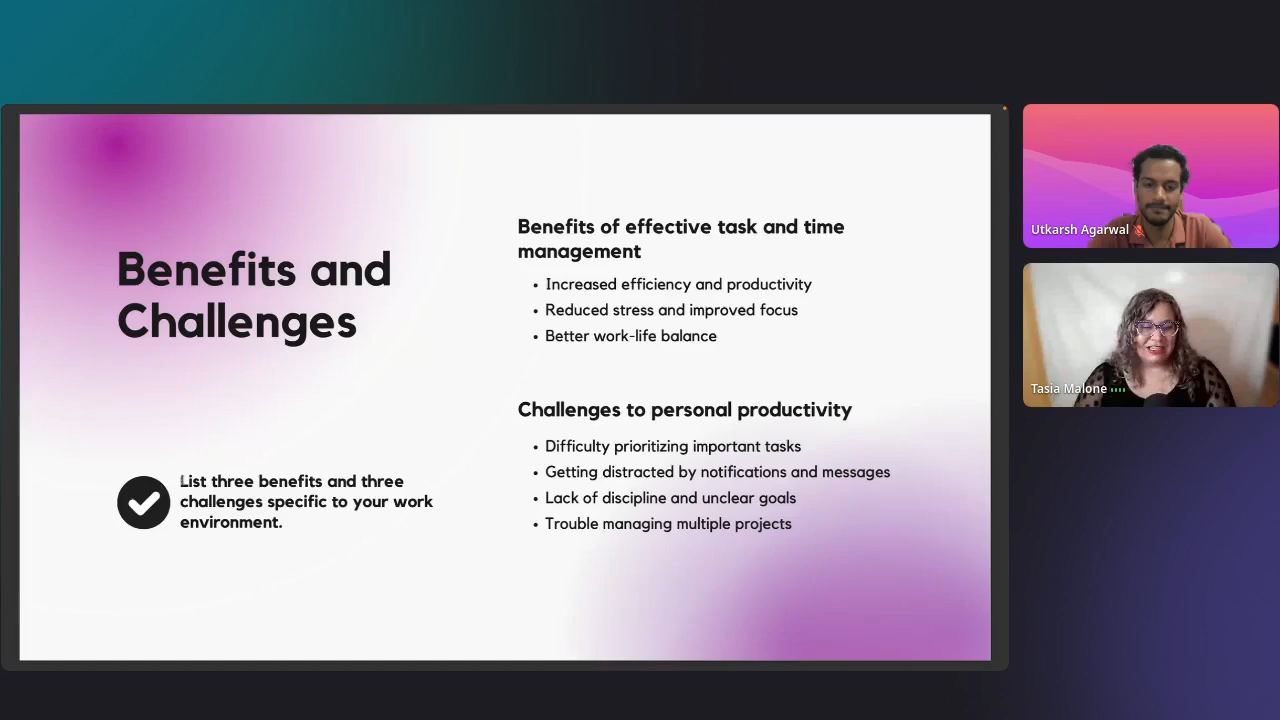 Benefits and
Challenges
List three benefits and three
challenges specific to your work
environment.
Benefits of effective task and time
management
• Increased efficiency and productivity
• Reduced stress and improved focus
• Better work-life balance
Challenges to personal productivity
• Difficulty prioritizing important tasks
• Getting distracted by notifications and messages
• Lack of discipline and unclear goals
• Trouble managing multiple projects
Utkarsh Agarwal
Tasia Malone